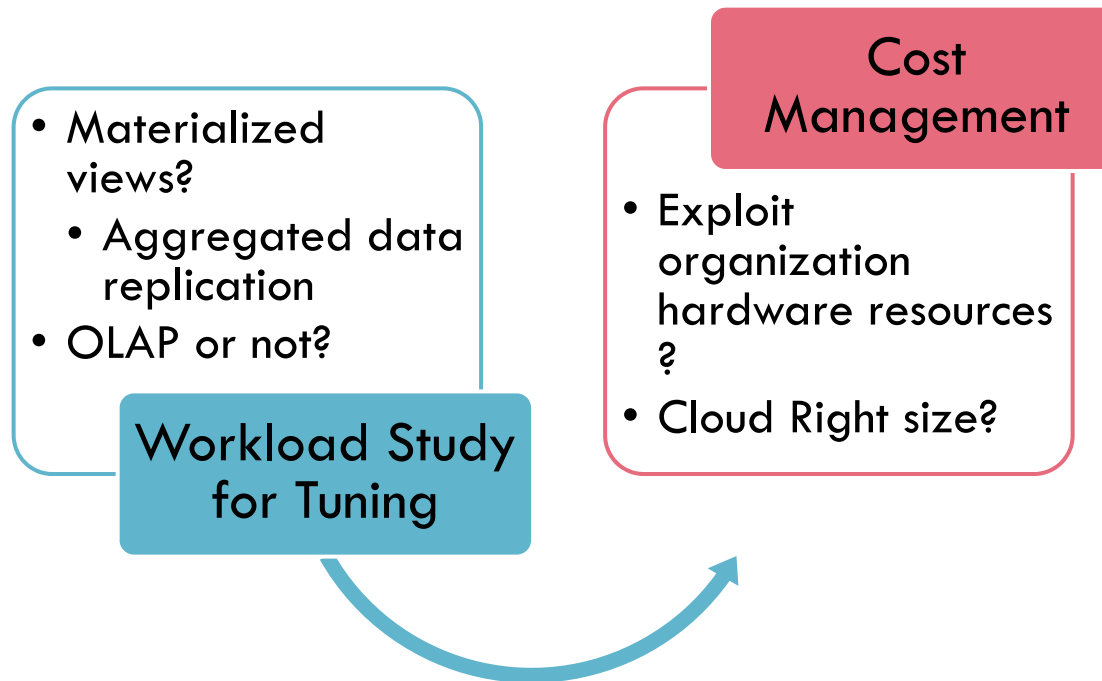 • Materialized
views?
• Aggregated data
replication
• OLAP or not?
Workload Study
for Tuning
Cost
Management
• Exploit
organization
hardware resources
?
• Cloud Right size?